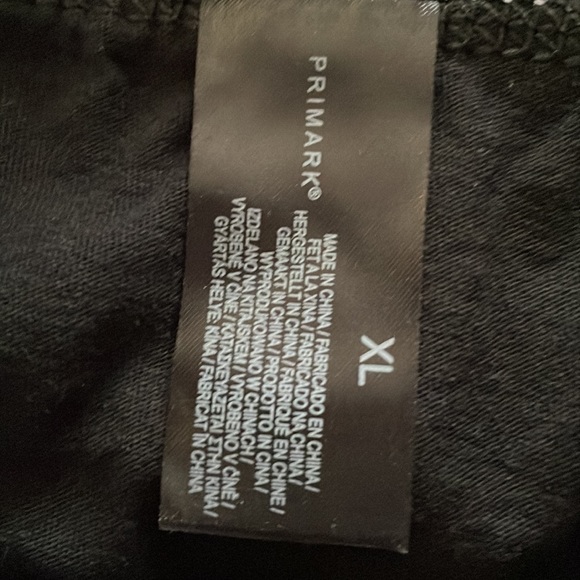 PRIMARK®
XL
MADE IN CHINA / FABRICADO EN CHINA /
FET A LA XINA / FABRICADO NA CHINA /
HERGESTELLT IN CHINA / FABRIQUE EN CHINE /
GEMAAKT IN CHINA / PRODOTTO IN CINA /
WYPRODUKOWANO W CHINACH /
IZDELANO NA KITAJSKEM / VYROBENO V ČÍNĚ /
VYROBENÉ V ČÍNE / ΚΑΤΑΣΚΕΥΑΖΕΤΑΙ ΣΤΗΝ ΚΙΝΑ /
GYÁRTÁS HELYE: KÍNA / FABRICAT IN CHINA